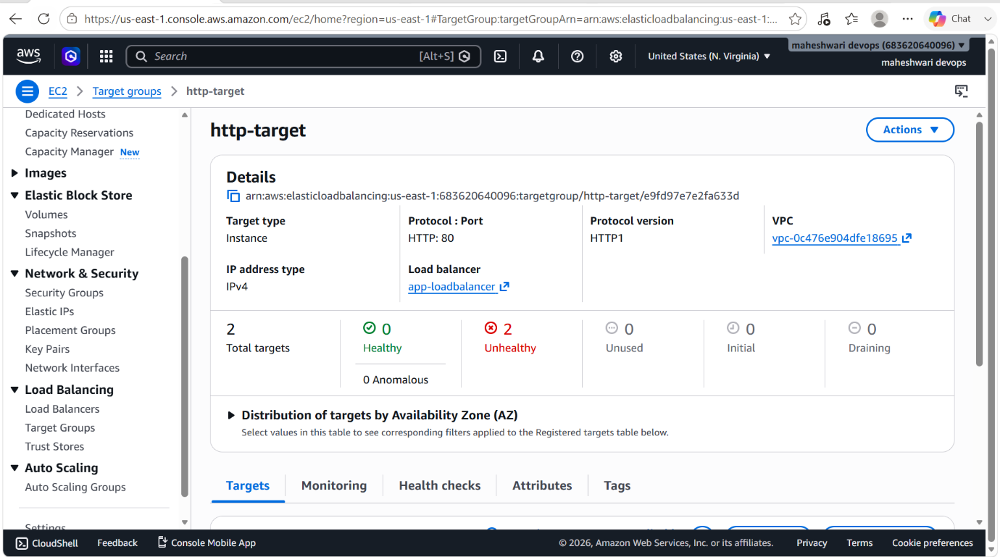 https://us-east-1.console.aws.amazon.com/ec2/home?region=us-east-1#TargetGroup:targetGroupArn=arn:aws:elasticloadbalancing:us-east-1:...
Chat
aws
Search
[Alt+S]
United States (N. Virginia)
maheshwari devops (683620640096)
maheshwari devops
EC2
Target groups
http-target
Dedicated Hosts
Capacity Reservations
Capacity Manager New
Images
Elastic Block Store
Volumes
Snapshots
Lifecycle Manager
Network & Security
Security Groups
Elastic IPs
Placement Groups
Key Pairs
Network Interfaces
Load Balancing
Load Balancers
Target Groups
Trust Stores
Auto Scaling
Auto Scaling Groups
Settings
http-target
Actions
Details
arn:aws:elasticloadbalancing:us-east-1:683620640096:targetgroup/http-target/e9fd97e7e2fa633d
Target type
Instance
Protocol : Port
HTTP: 80
Protocol version
HTTP1
VPC
vpc-0c476e904dfe18695
IP address type
IPv4
Load balancer
app-loadbalancer
2
Total targets
0
Healthy
0 Anomalous
2
Unhealthy
0
Unused
0
Initial
0
Draining
Distribution of targets by Availability Zone (AZ)
Select values in this table to see corresponding filters applied to the Registered targets table below.
Targets
Monitoring
Health checks
Attributes
Tags
CloudShell
Feedback
Console Mobile App
© 2026, Amazon Web Services, Inc. or its affiliates.
Privacy
Terms
Cookie preferences